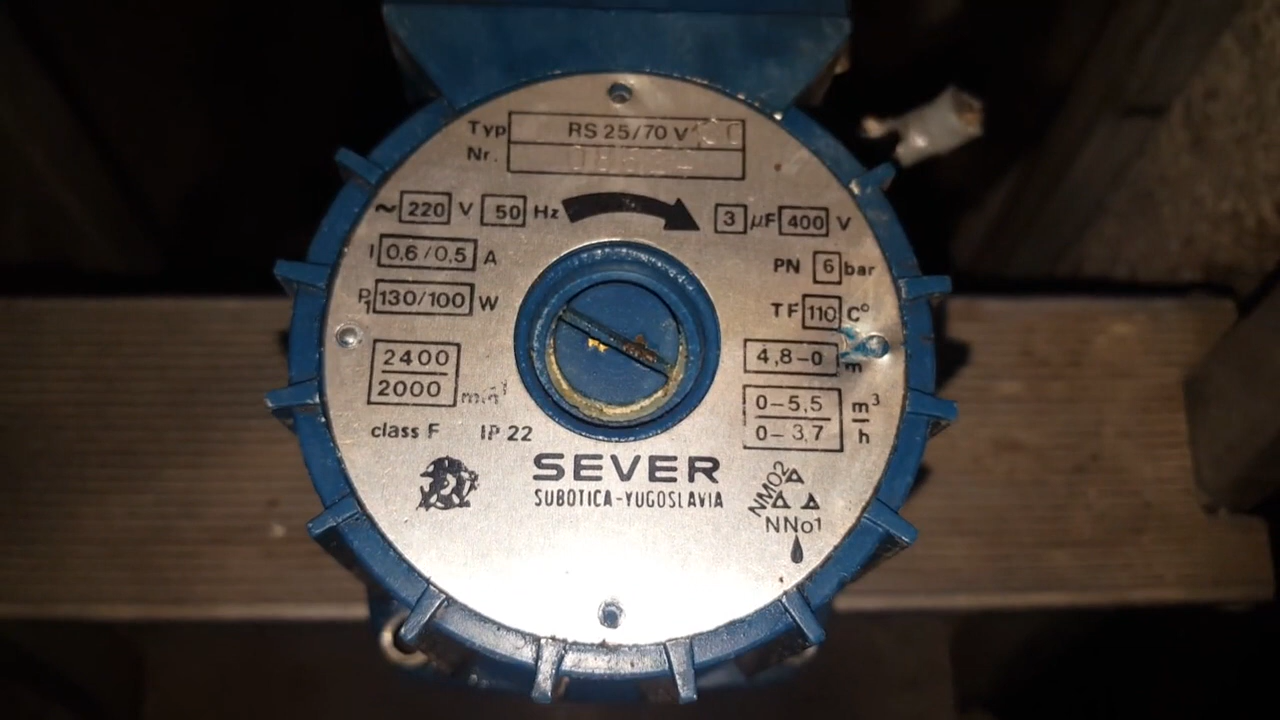 Typ RS 25/70 V
Nr.
~ 220 V 50 Hz
3 µF 400 V
I 0,6/0,5 A
PN 6 bar
P1 130/100 W
TF 110 C°
2400
2000
4,8-0 m
0-5,5
0-3,7
m³
h
class F IP 22
SEVER
SUBOTICA-YUGOSLAVIA
NMO2
NNo1